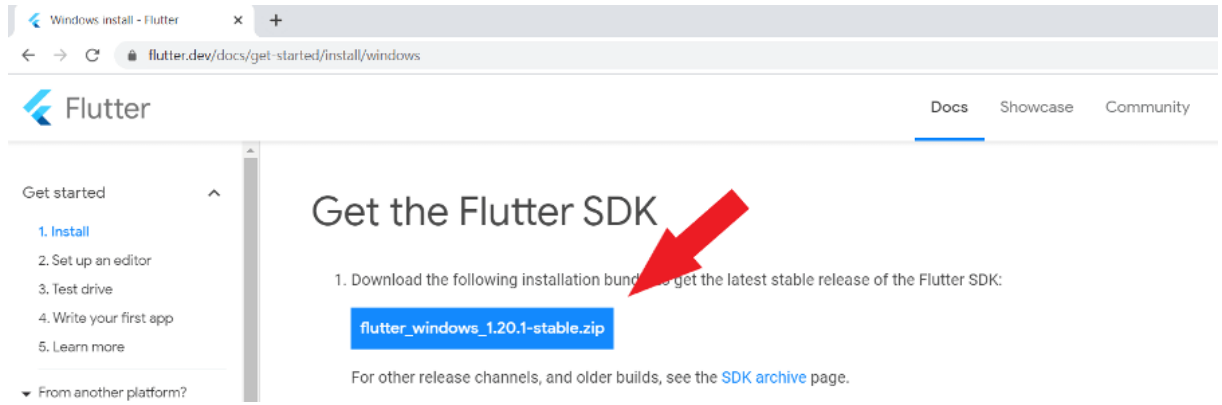 Windows install - Flutter
flutter.dev/docs/get-started/install/windows
Flutter
Docs Showcase Community
Get started
1. Install
2. Set up an editor
3. Test drive
4. Write your first app
5. Learn more
From another platform?
Get the Flutter SDK
1. Download the following installation bund get the latest stable release of the Flutter SDK:
flutter_windows_1.20.1-stable.zip
For other release channels, and older builds, see the SDK archive page.